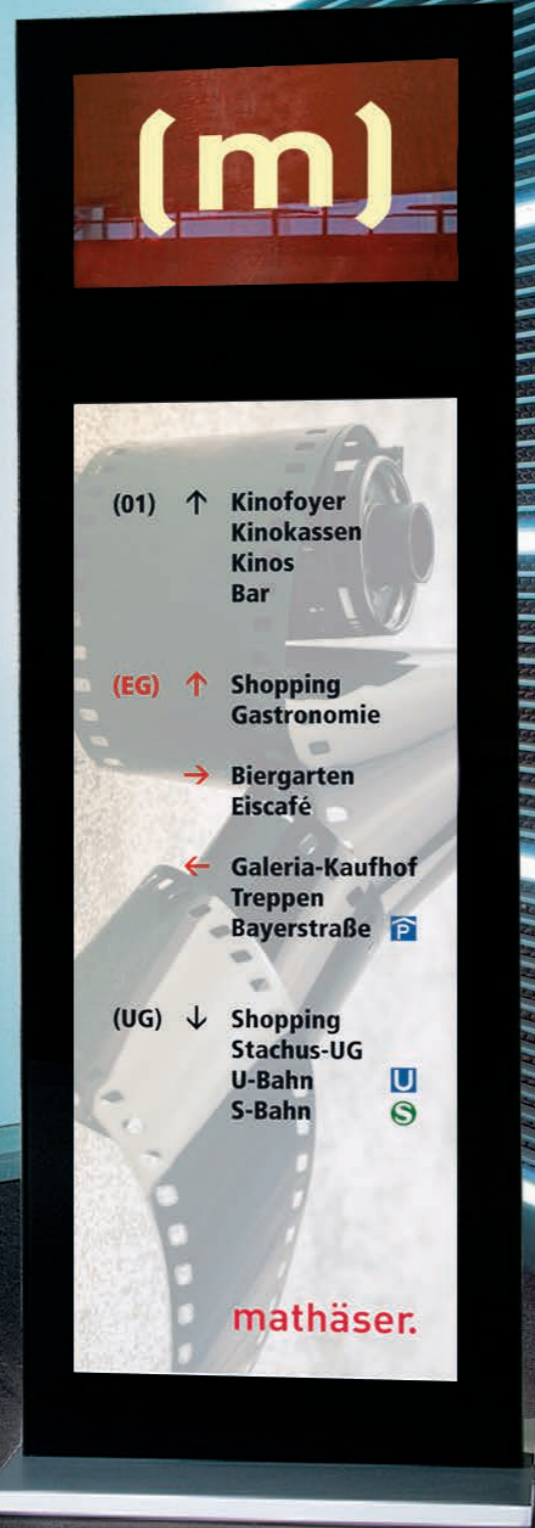 (m)
(01) ↑ Kinofoyer
Kinokassen
Kinos
Bar
(EG) ↑ Shopping
Gastronomie
→ Biergarten
Eiscafé
← Galeria-Kaufhof
Treppen
Bayerstraße P
(UG) ↓ Shopping
Stachus-UG
U-Bahn U
S-Bahn S
mathäser.